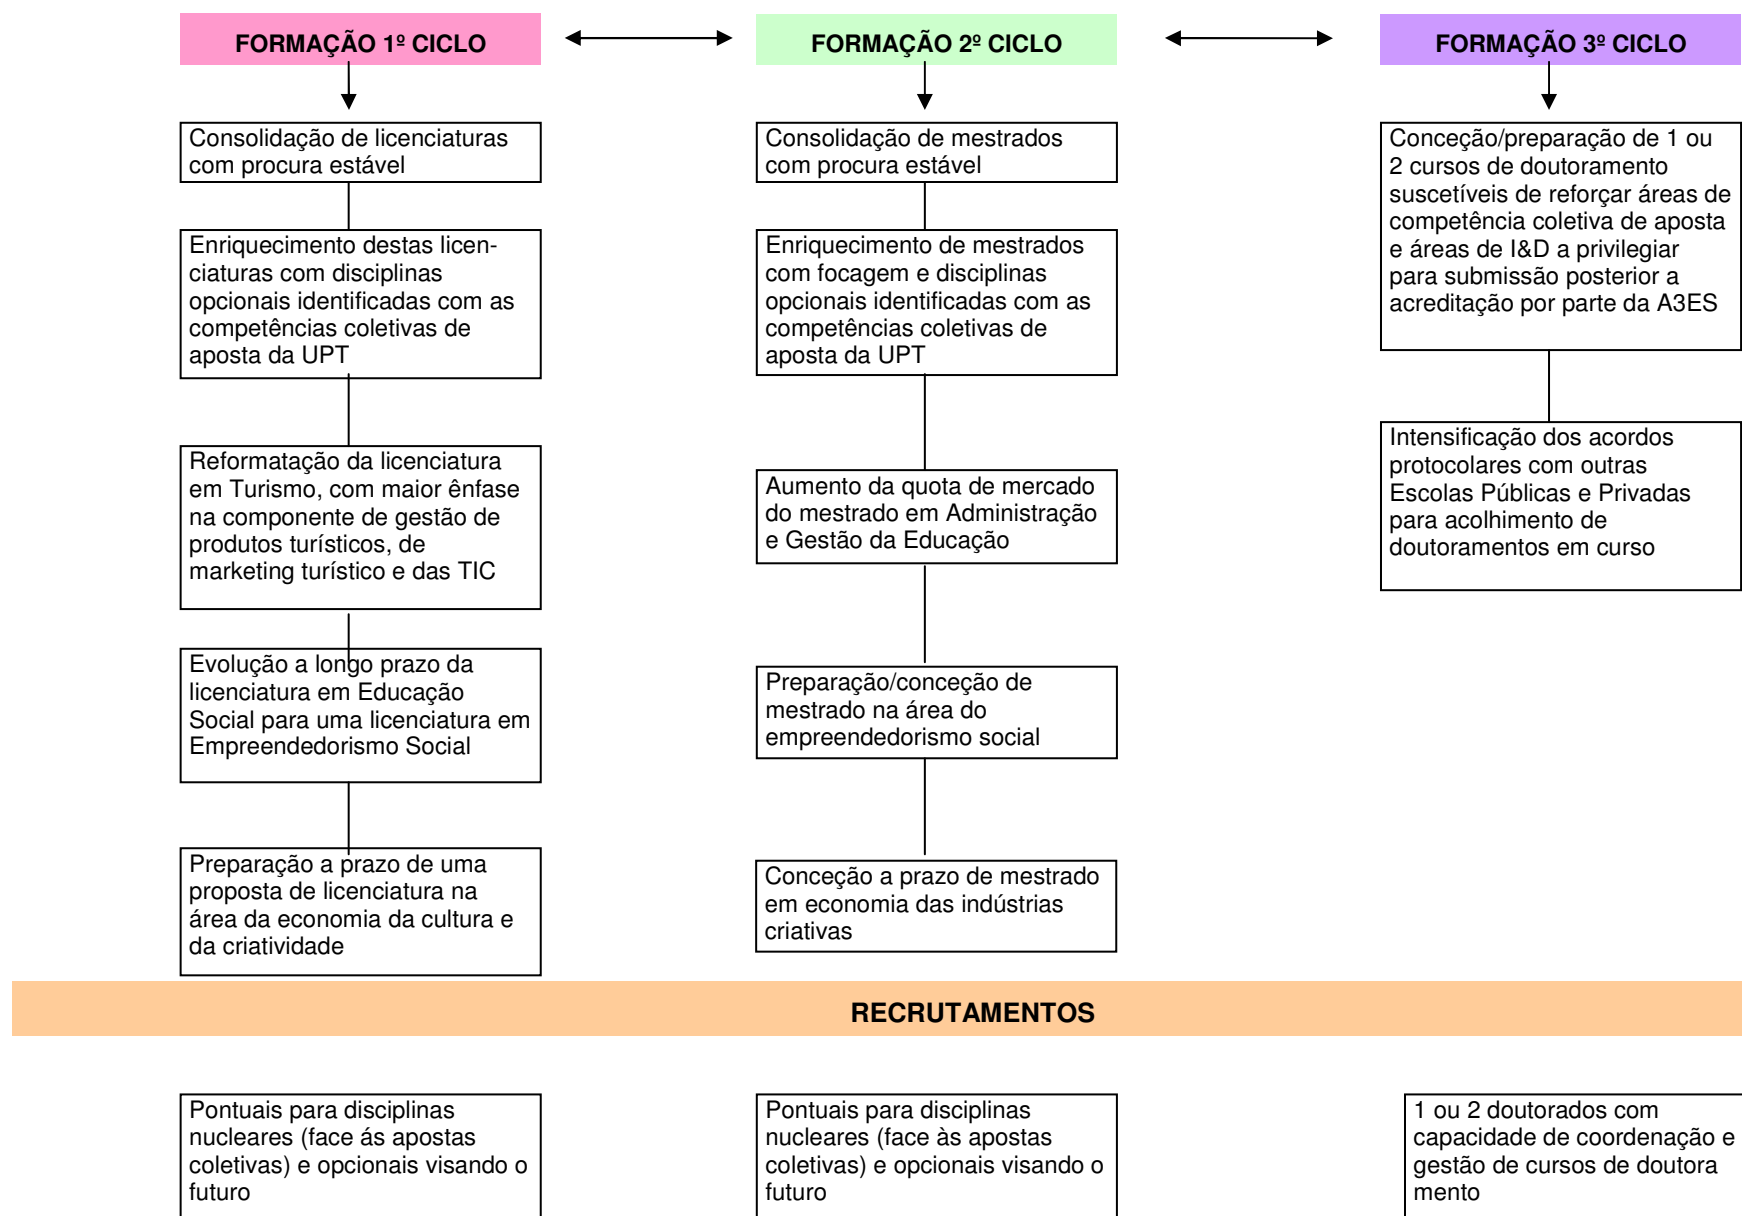 FORMAÇÃO 1º CICLO
FORMAÇÃO 2º CICLO
FORMAÇÃO 3º CICLO
Consolidação de licenciaturas
com procura estável
Enriquecimento destas licen-
ciaturas com disciplinas
opcionais identificadas com as
competências coletivas de
aposta da UPT
Reformatação da licenciatura
em Turismo, com maior ênfase
na componente de gestão de
produtos turísticos, de
marketing turístico e das TIC
Evolução a longo prazo da
licenciatura em Educação
Social para uma licenciatura em
Empreendedorismo Social
Preparação a prazo de uma
proposta de licenciatura na
área da economia da cultura e
da criatividade
Consolidação de mestrados
com procura estável
Enriquecimento de mestrados
com focagem e disciplinas
opcionais identificadas com as
competências coletivas de
aposta da UPT
Aumento da quota de mercado
do mestrado em Administração
e Gestão da Educação
Preparação/conceção de
mestrado na área do
empreendedorismo social
Conceção a prazo de mestrado
em economia das indústrias
criativas
Conceção/preparação de 1 ou
2 cursos de doutoramento
suscetíveis de reforçar áreas de
competência coletiva de aposta
e áreas de I&D a privilegiar
para submissão posterior a
acreditação por parte da A3ES
Intensificação dos acordos
protocolares com outras
Escolas Públicas e Privadas
para acolhimento de
doutoramentos em curso
RECRUTAMENTOS
Pontuais para disciplinas
nucleares (face ás apostas
coletivas) e opcionais visando o
futuro
Pontuais para disciplinas
nucleares (face às apostas
coletivas) e opcionais visando o
futuro
1 ou 2 doutorados com
capacidade de coordenação e
gestão de cursos de doutora
mento